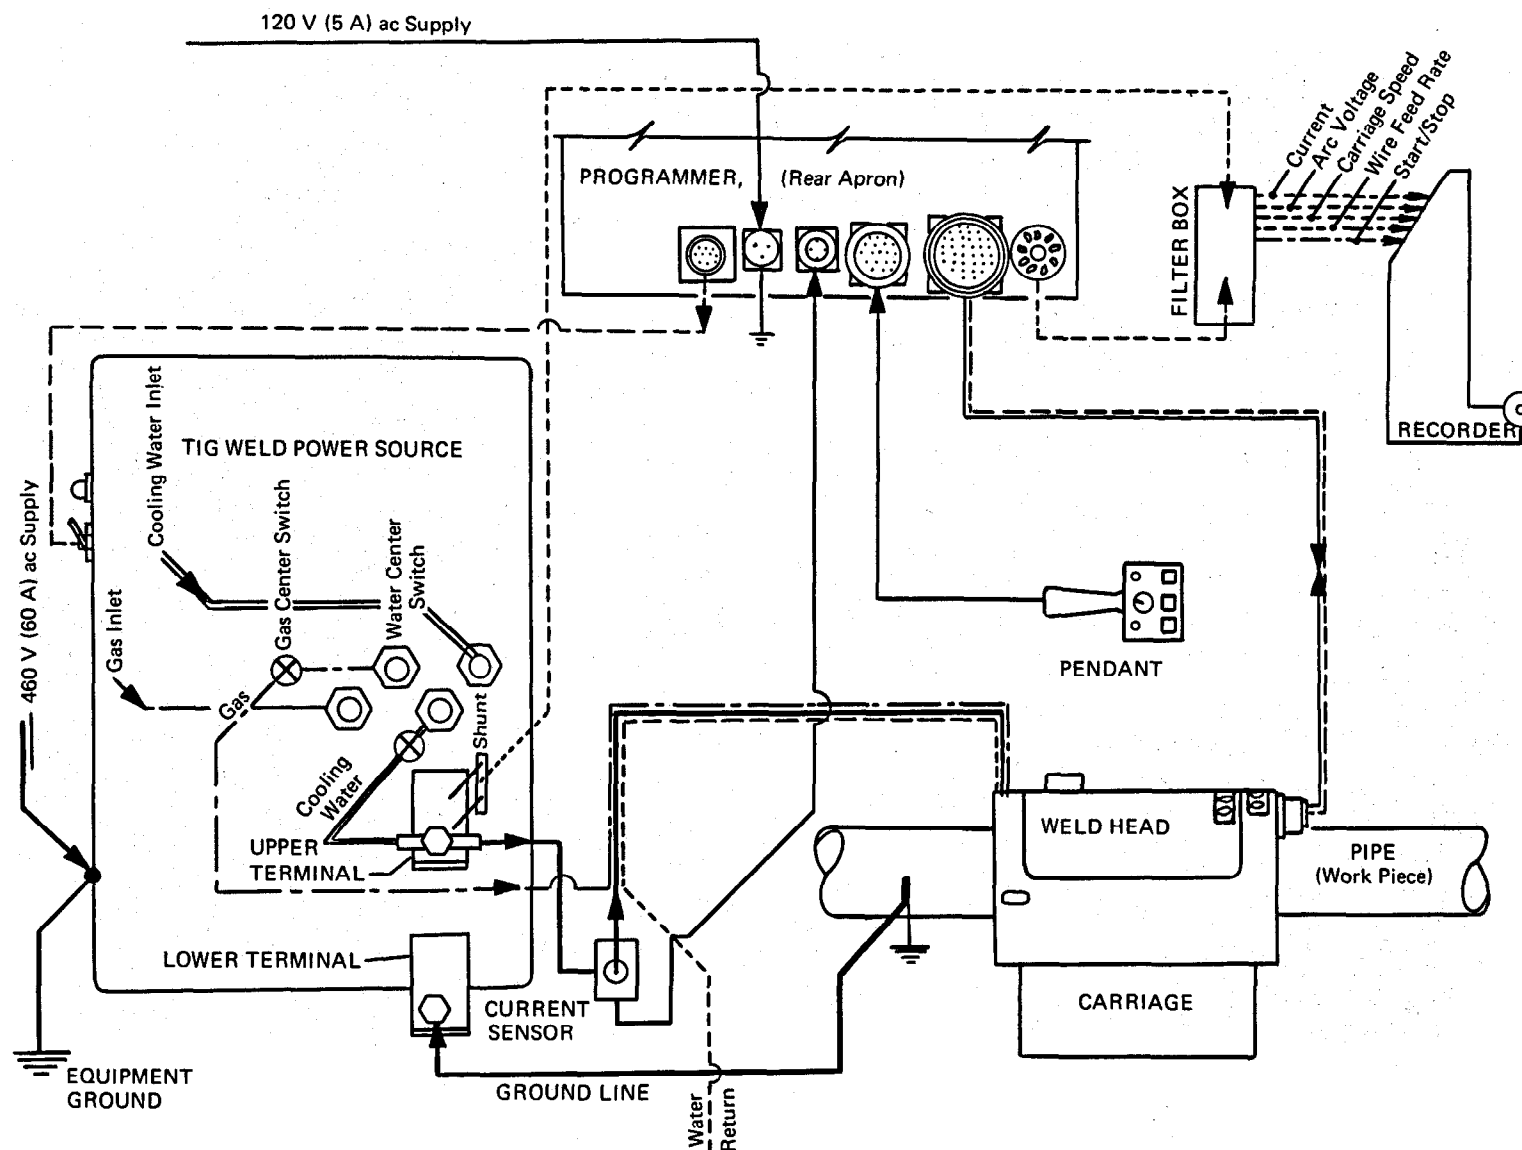 120 V (5 A) ac Supply
Current
Arc Voltage
Carriage Speed
Wire Feed Rate
Start/Stop
PROGRAMMER, (Rear Apron)
FILTER BOX
RECORDER
TIG WELD POWER SOURCE
Cooling Water Inlet
Gas Center Switch
Water Center
Switch
460 V (60 A) ac Supply
Gas Inlet
Gas
Shunt
Cooling
Water
PENDANT
UPPER
TERMINAL
WELD HEAD
PIPE
(Work Piece)
LOWER TERMINAL
CURRENT
SENSOR
CARRIAGE
EQUIPMENT
GROUND
GROUND LINE
Water
Return